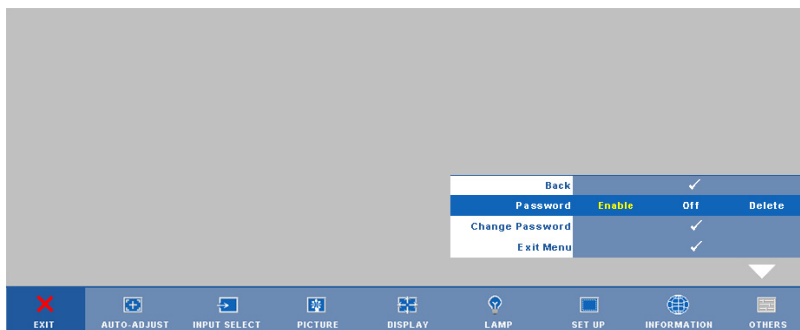 Back
Password Enable Off Delete
Change Password
Exit Menu
EXIT AUTO-ADJUST INPUT SELECT PICTURE DISPLAY LAMP SET UP INFORMATION OTHERS